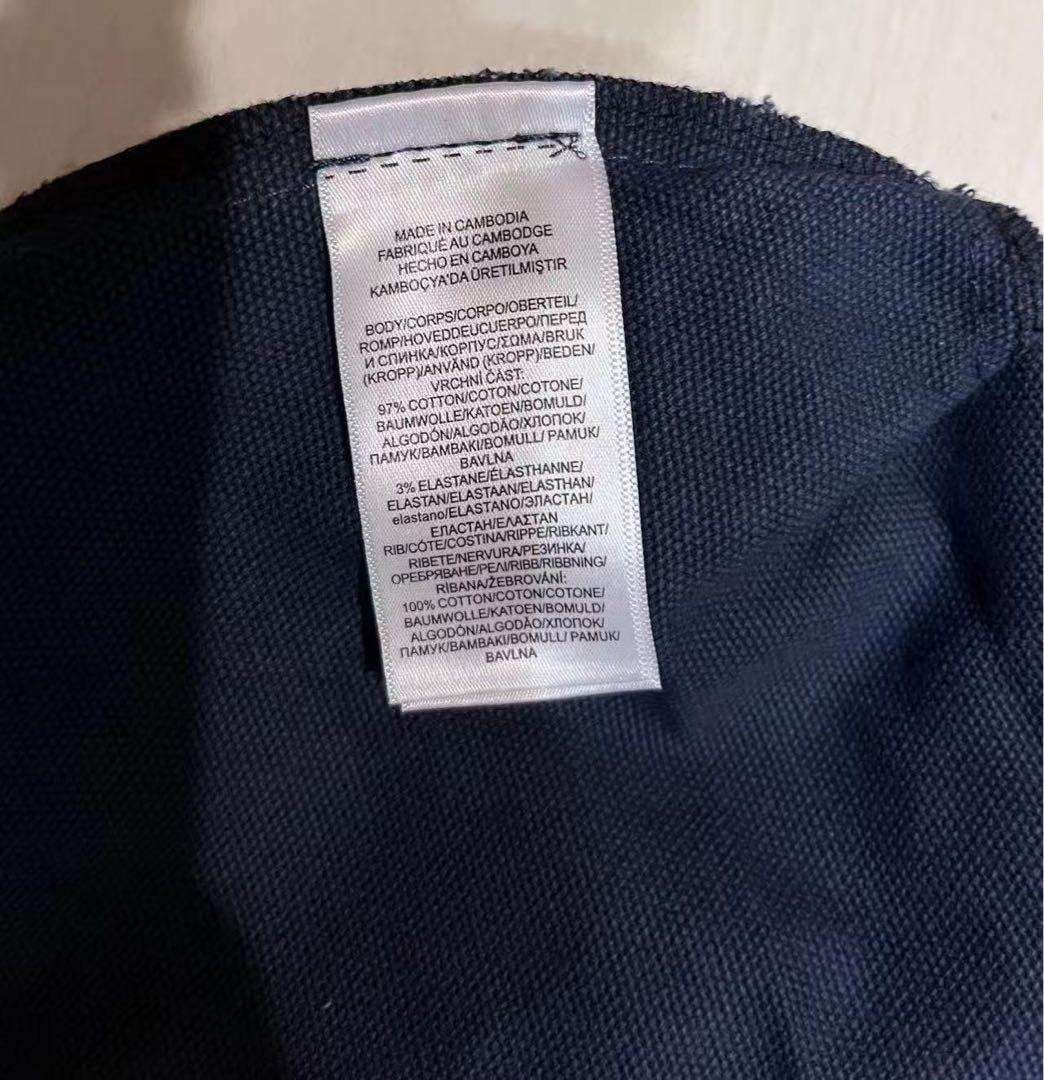 MADE IN CAMBODIA
FABRIQUÉ AU CAMBODGE
HECHO EN CAMBOYA
KAMBOÇYA'DA ÜRETILMIŞTIR
BODY/CORPS/CORPO/OBERTEIL/
ROMP/HOVEDDEUCUERPO/ПЕРЕД
И СПИНКА/КОРПУС/ΣΩΜΑ/BRUK
(KROPP)/ANVÄND (KROPP)/BEDEN/
VRCHNÍ ČÁST:
97% COTTON/COTON/COTONE/
BAUMWOLLE/KATOEN/BOMULD/
ALGODÓN/ALGODÃO/ХЛОПОК/
ПАМУК/BAMBAKI/BOMULL/ PAMUK/
BAVLNA
3% ELASTANE/ÉLASTHANNE/
ELASTAN/ELASTAAN/ELASTHAN/
elastano/ELASTANO/ЭЛАСТАН/
ЕЛАСТАН/ΕΛΑΣΤΑΝ
RIB/CÔTE/COSTINA/RIPPE/RIBKANT/
RIBETE/NERVURA/РЕЗИНКА/
ОРЕБРЯВАНЕ/РЕЛ/RIBB/RIBBNING/
RİBANA/ŽEBROVÁNÍ:
100% COTTON/COTON/COTONE/
BAUMWOLLE/KATOEN/BOMULD/
ALGODÓN/ALGODÃO/ХЛОПОК/
ПАМУК/BAMBAKI/BOMULL/ PAMUK/
BAVLNA